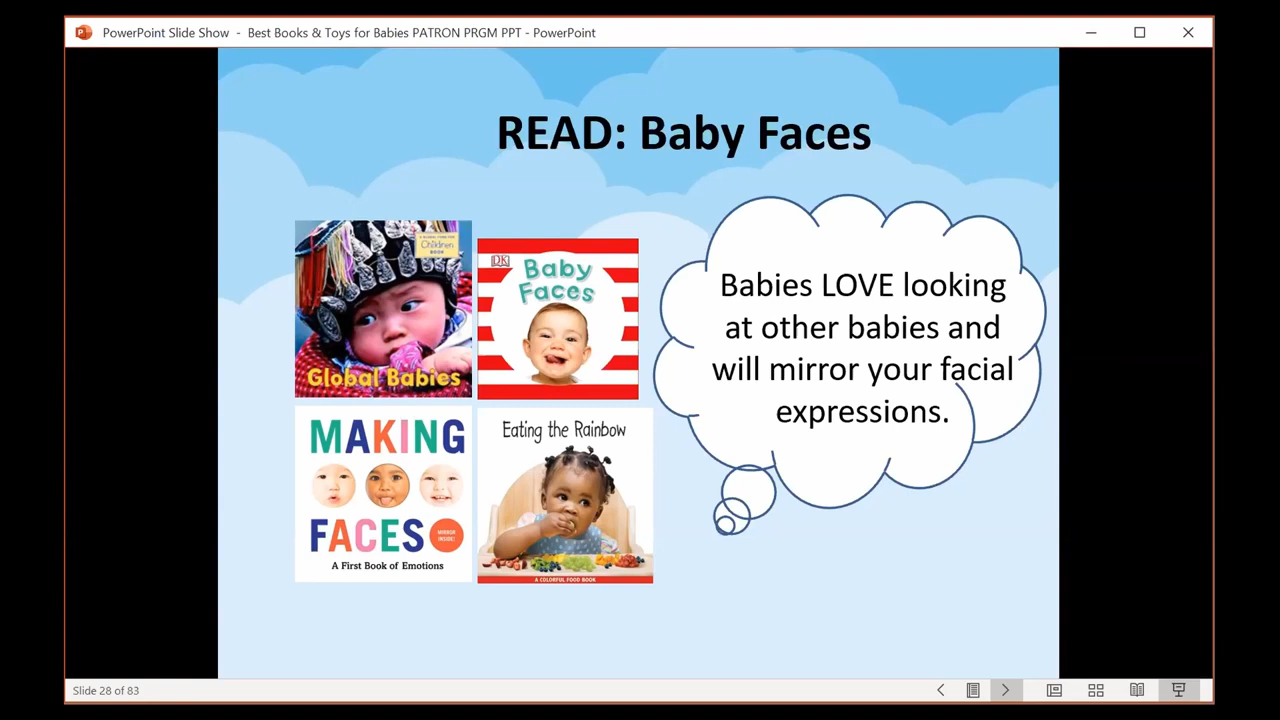 PowerPoint Slide Show - Best Books & Toys for Babies PATRON PRGM PPT - PowerPoint
READ: Baby Faces
Children
BOOK
Global Babies
DK
Baby
Faces
MAKING
FACES
MIRROR
INSIDE!
A First Book of Emotions
Eating the Rainbow
A COLORFUL FOOD BOOK
Babies LOVE looking
at other babies and
will mirror your facial
expressions.
Slide 28 of 83